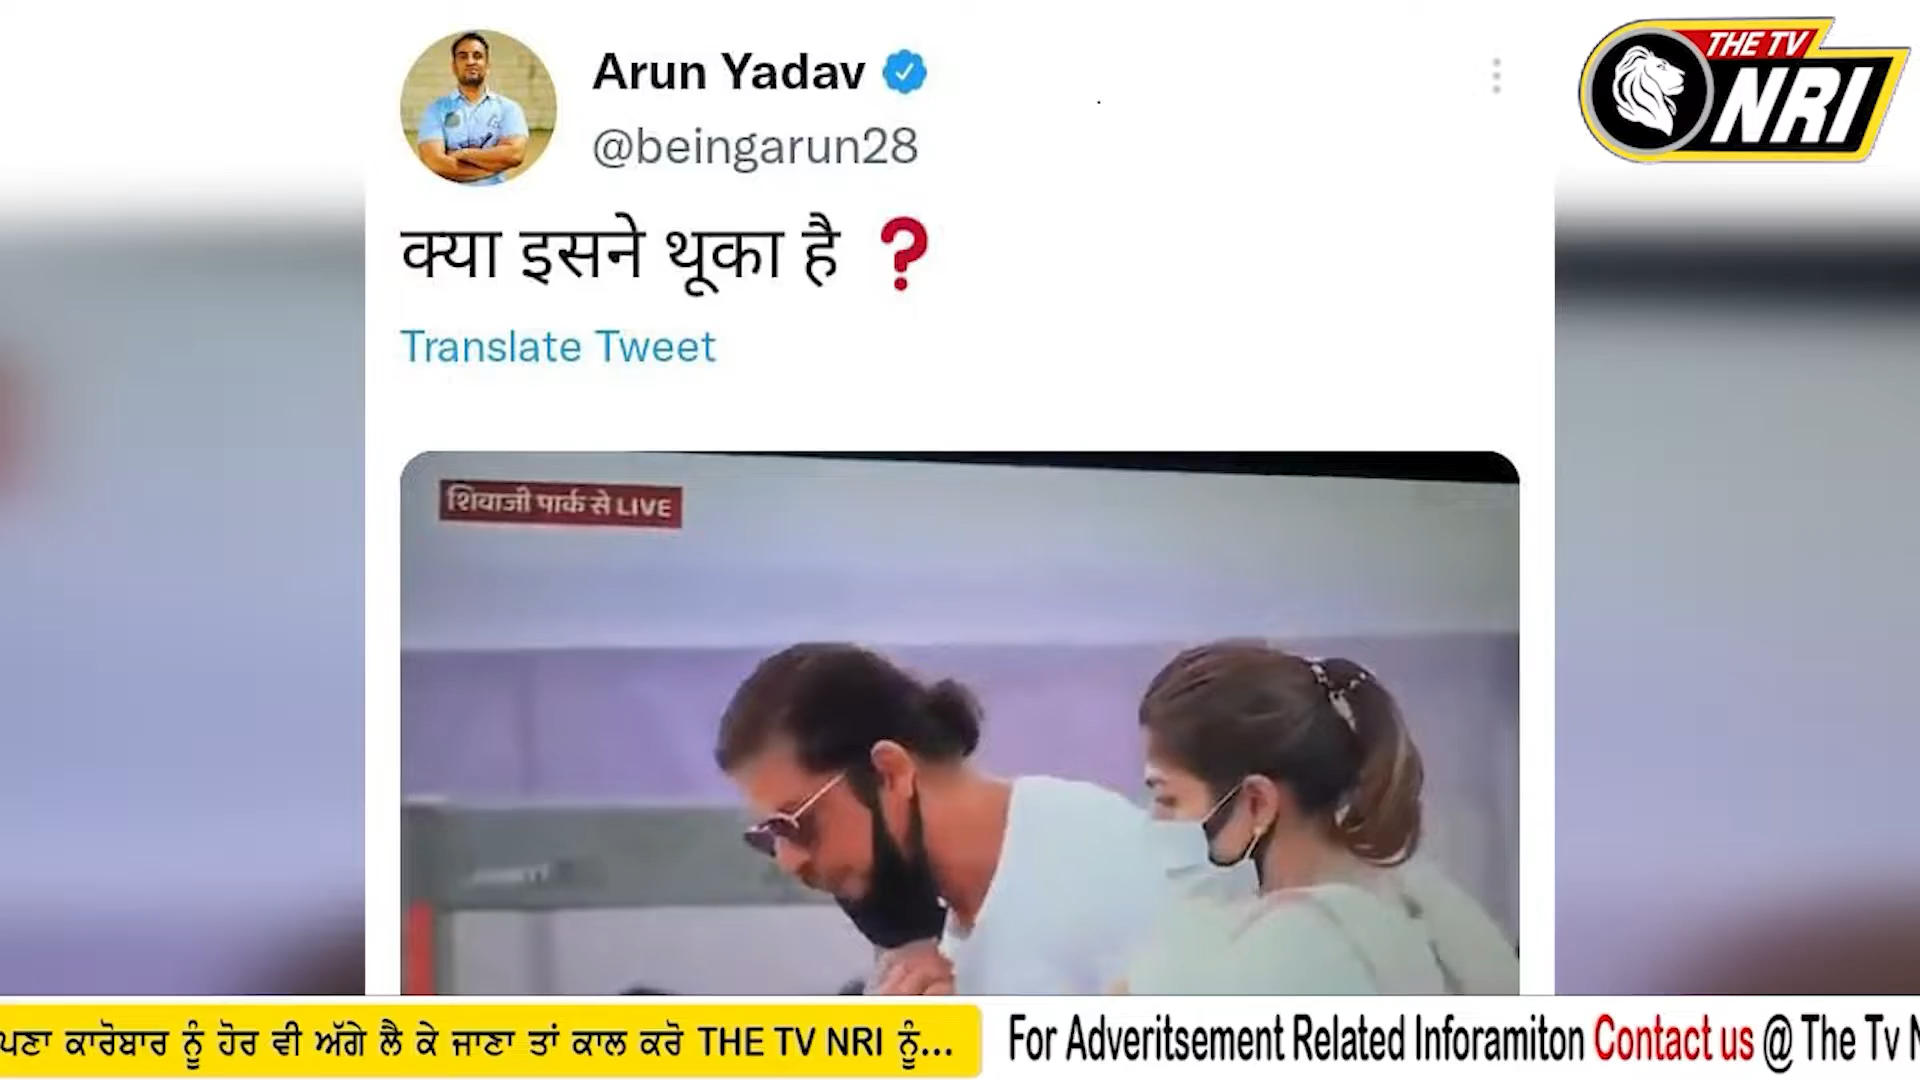 Arun Yadav
@beingarun28
THE TV
NRI
क्या इसने थूका है ❓
Translate Tweet
शिवाजी पार्क से LIVE
ਪਣਾ ਕਾਰੋਬਾਰ ਨੂੰ ਹੋਰ ਵੀ ਅੱਗੇ ਲੈ ਕੇ ਜਾਣਾ ਤਾਂ ਕਾਲ ਕਰੋ THE TV NRI ਨੂੰ...
For Adveritsement Related Inforamiton Contact us @ The Tv N